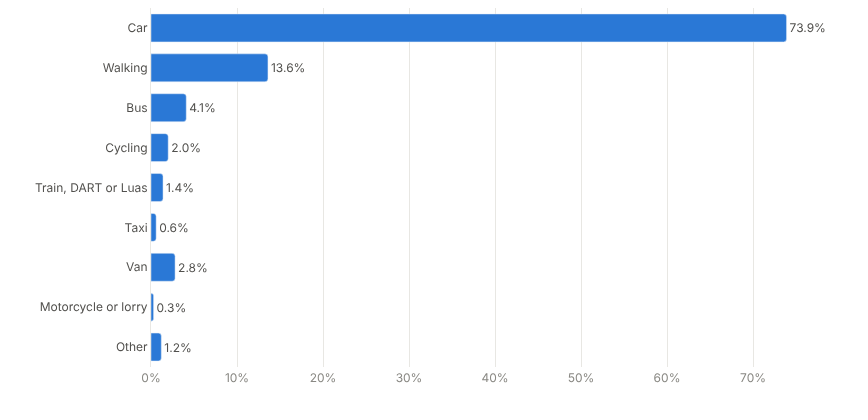 Car 73.9%
Walking 13.6%
Bus 4.1%
Cycling 2.0%
Train, DART or Luas 1.4%
Taxi 0.6%
Van 2.8%
Motorcycle or lorry 0.3%
Other 1.2%
0% 10% 20% 30% 40% 50% 60% 70%